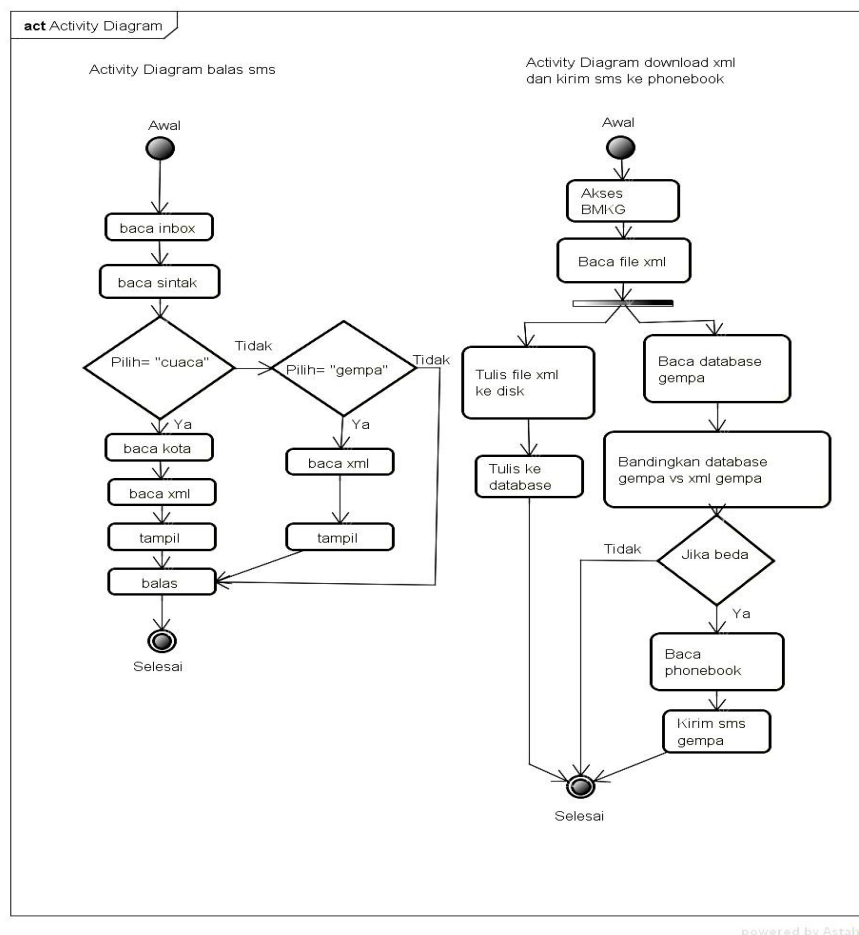 act Activity Diagram
Activity Diagram balas sms
Awal
baca inbox
baca sintak
Pilih= "cuaca"
Tidak
Pilih= "gempa"
Tidak
Ya
Ya
baca kota
baca xml
baca xml
tampil
tampil
balas
Selesai
Activity Diagram download xml
dan kirim sms ke phonebook
Awal
Akses
BMKG
Baca file xml
Tulis file xml
ke disk
Baca database
gempa
Tulis ke
database
Bandingkan database
gempa vs xml gempa
Tidak
Jika beda
Ya
Baca
phonebook
Kirim sms
gempa
Selesai
powered by Astah